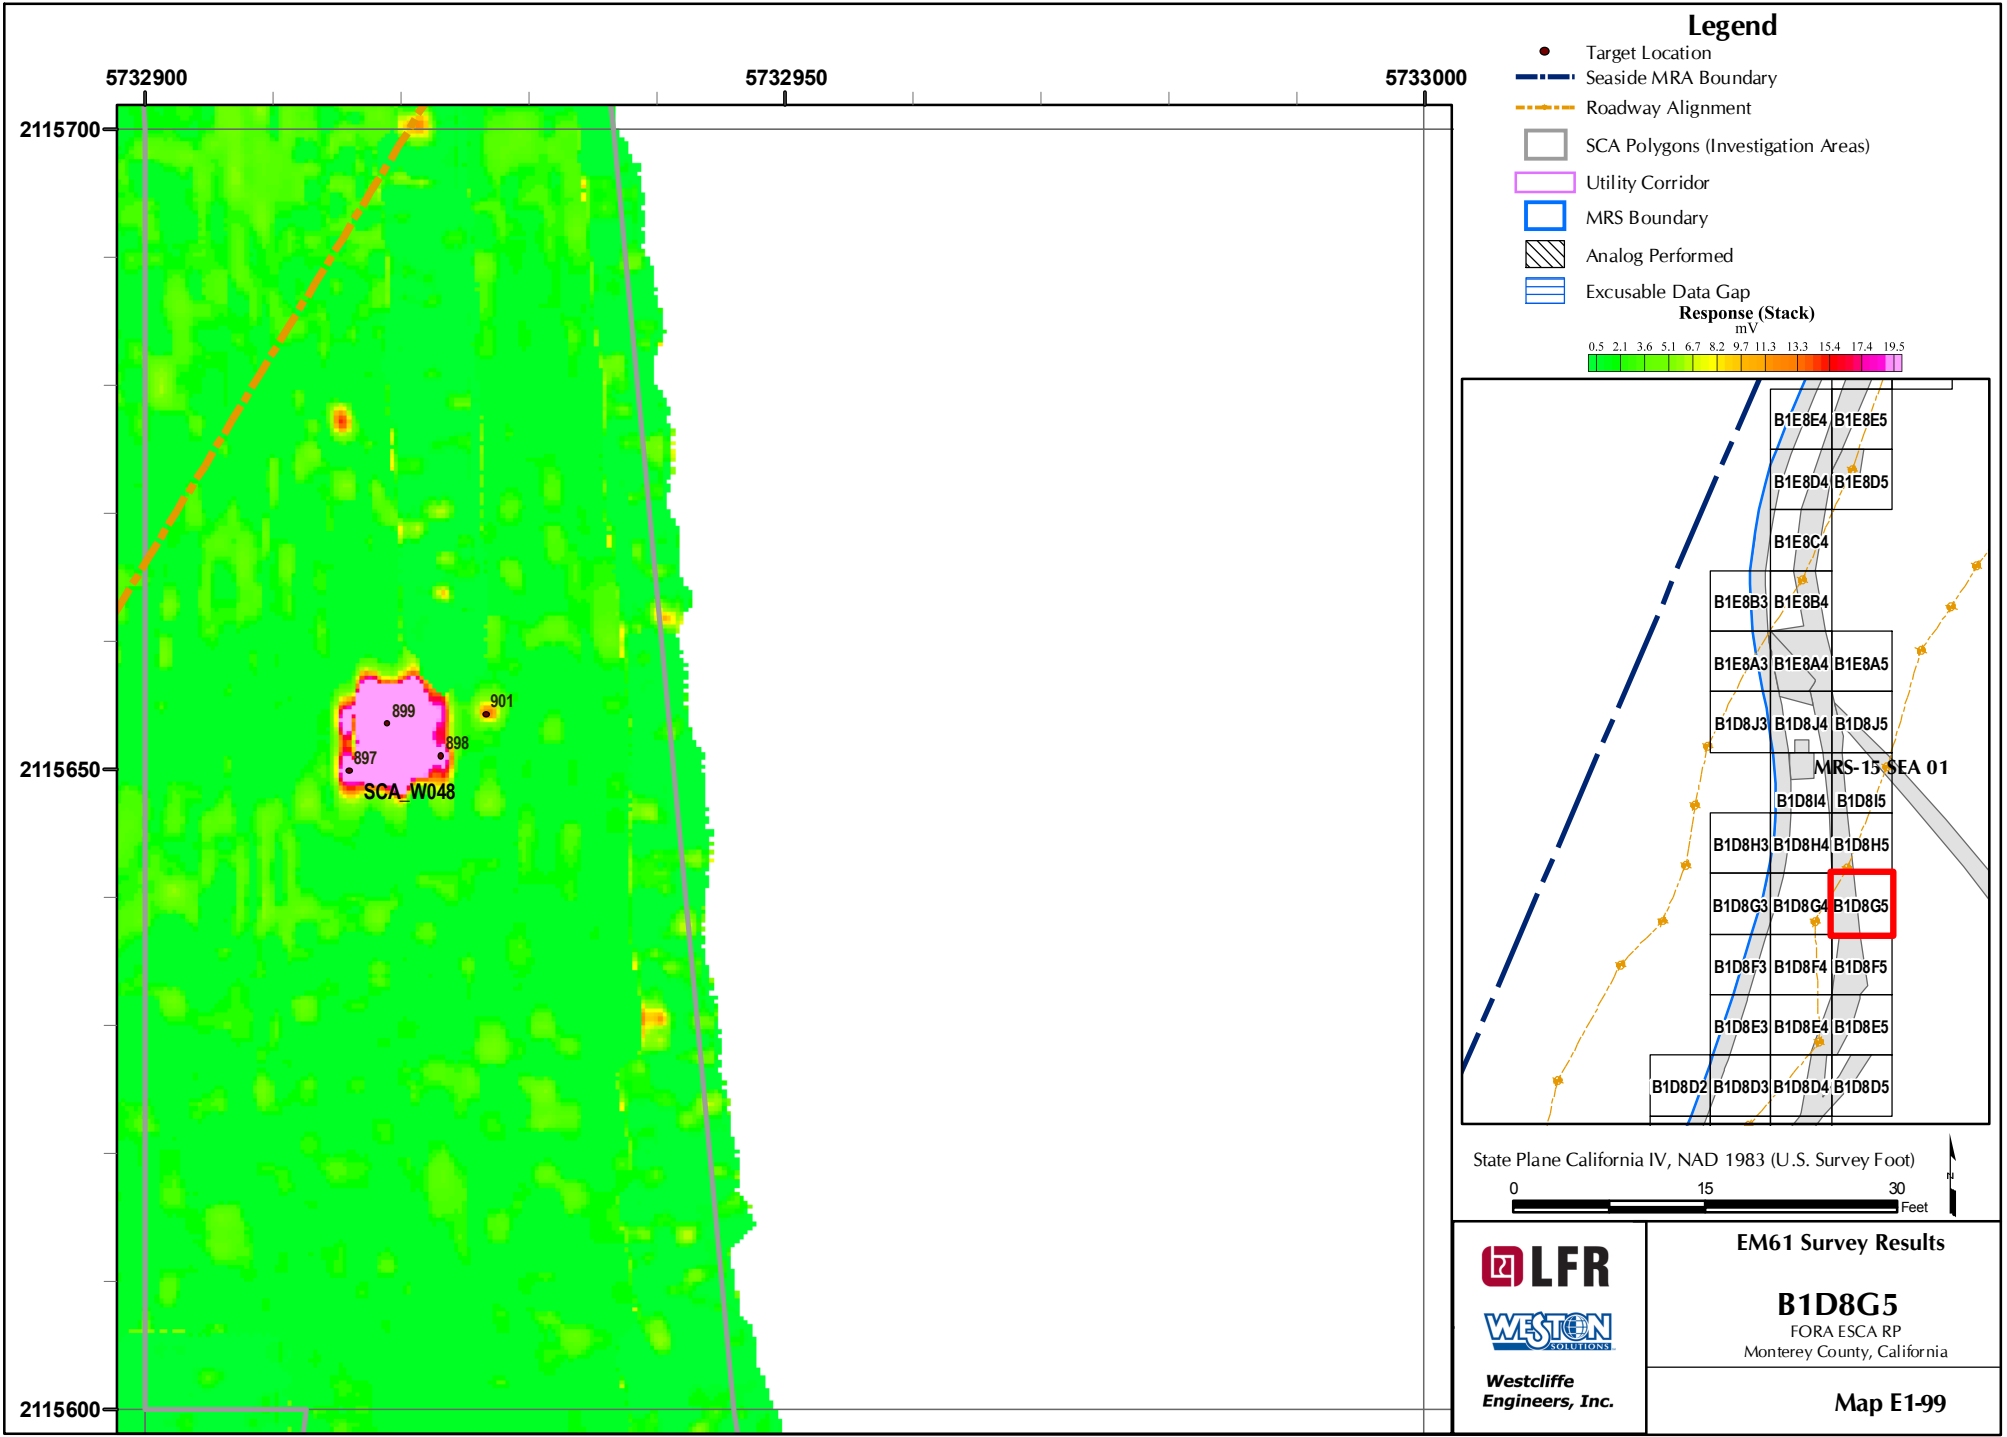 5732900
5732950
5733000
2115700
2115650
2115600
899
901
898
897
SCA_W048
Legend
Target Location
Seaside MRA Boundary
Roadway Alignment
SCA Polygons (Investigation Areas)
Utility Corridor
MRS Boundary
Analog Performed
Excusable Data Gap
Response (Stack)
mV
0.5 2.1 3.6 5.1 6.7 8.2 9.7 11.3 13.3 15.4 17.4 19.5
B1E8E4 B1E8E5
B1E8D4 B1E8D5
B1E8C4
B1E8B3 B1E8B4
B1E8A3 B1E8A4 B1E8A5
B1D8J3 B1D8J4 B1D8J5
MRS-15 SEA 01
B1D8I4 B1D8I5
B1D8H3 B1D8H4 B1D8H5
B1D8G3 B1D8G4 B1D8G5
B1D8F3 B1D8F4 B1D8F5
B1D8E3 B1D8E4 B1D8E5
B1D8D2 B1D8D3 B1D8D4 B1D8D5
State Plane California IV, NAD 1983 (U.S. Survey Foot)
N
0 15 30
Feet
LFR
WESTON
SOLUTIONS
Westcliffe
Engineers, Inc.
EM61 Survey Results
B1D8G5
FORA ESCA RP
Monterey County, California
Map E1-99